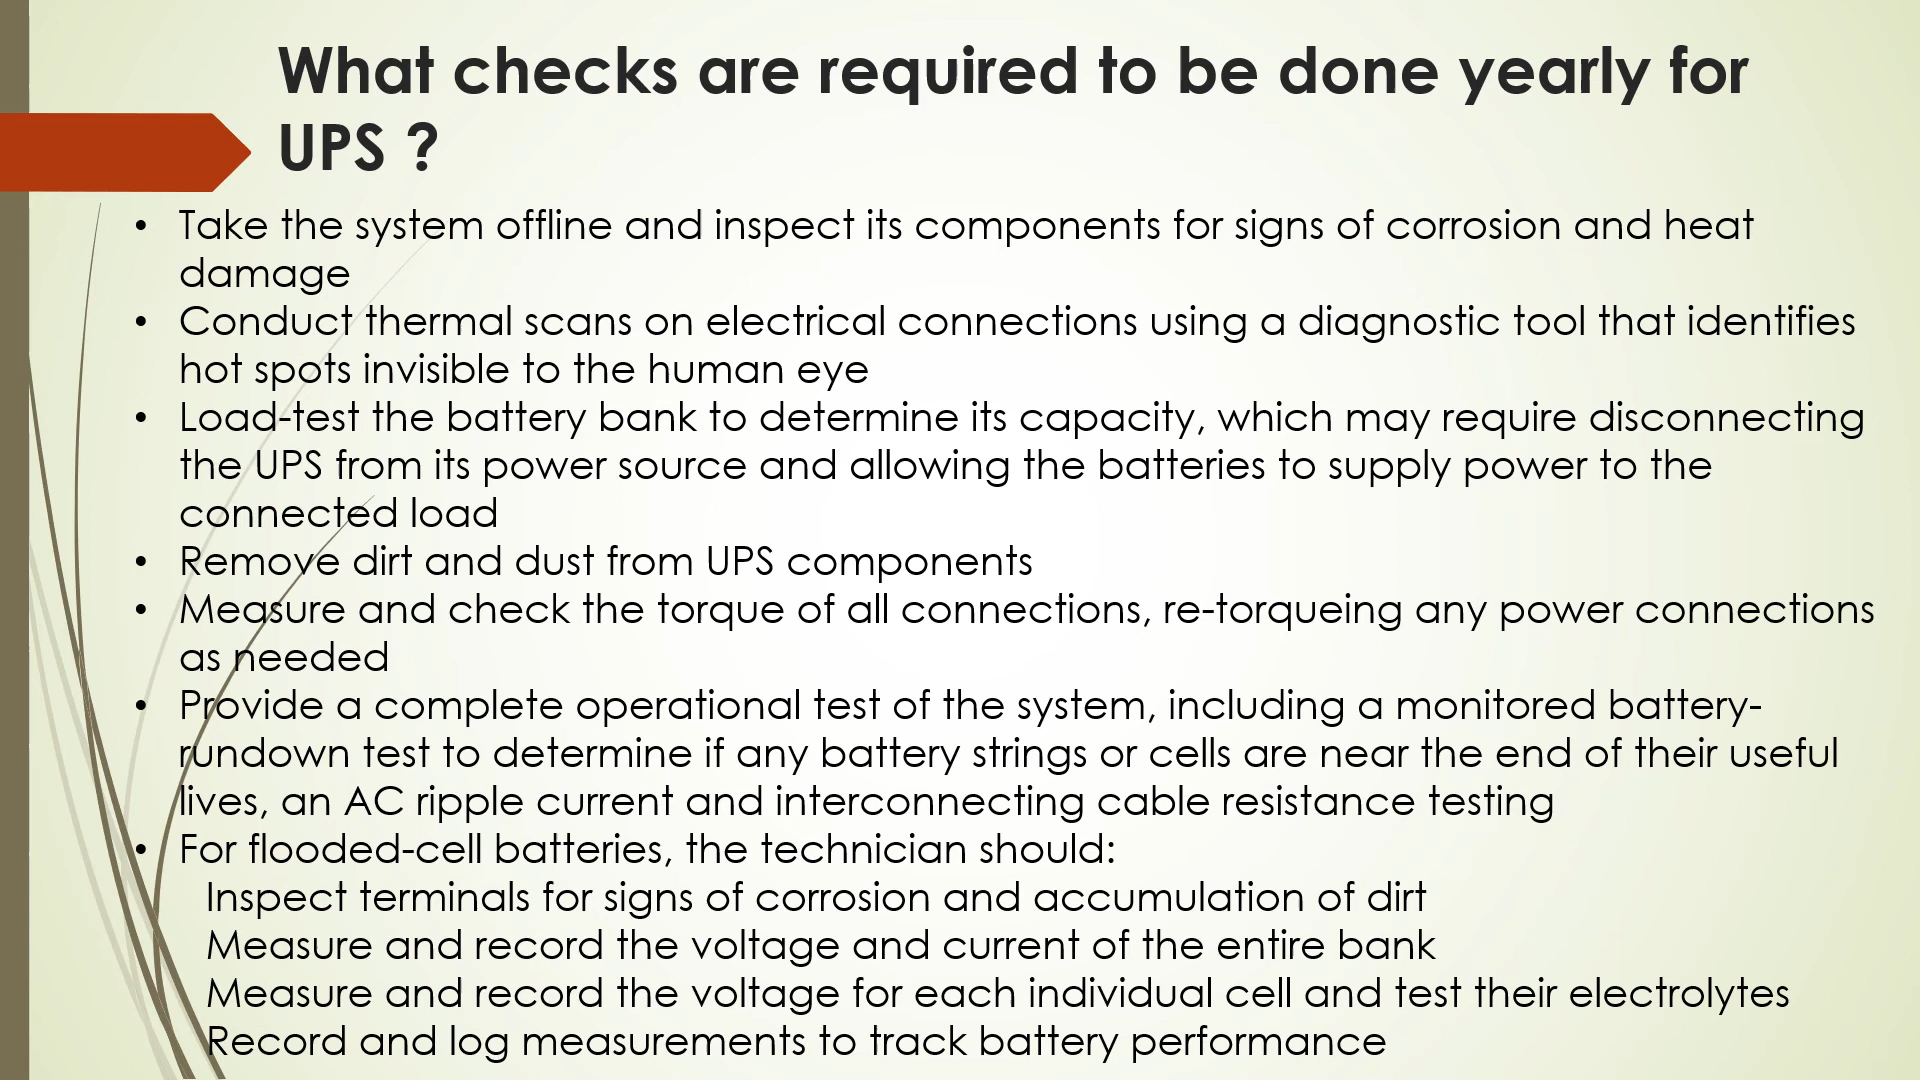 What checks are required to be done yearly for
UPS ?
• Take the system offline and inspect its components for signs of corrosion and heat
damage
• Conduct thermal scans on electrical connections using a diagnostic tool that identifies
hot spots invisible to the human eye
• Load-test the battery bank to determine its capacity, which may require disconnecting
the UPS from its power source and allowing the batteries to supply power to the
connected load
• Remove dirt and dust from UPS components
• Measure and check the torque of all connections, re-torqueing any power connections
as needed
• Provide a complete operational test of the system, including a monitored battery-
rundown test to determine if any battery strings or cells are near the end of their useful
lives, an AC ripple current and interconnecting cable resistance testing
• For flooded-cell batteries, the technician should:
Inspect terminals for signs of corrosion and accumulation of dirt
Measure and record the voltage and current of the entire bank
Measure and record the voltage for each individual cell and test their electrolytes
Record and log measurements to track battery performance